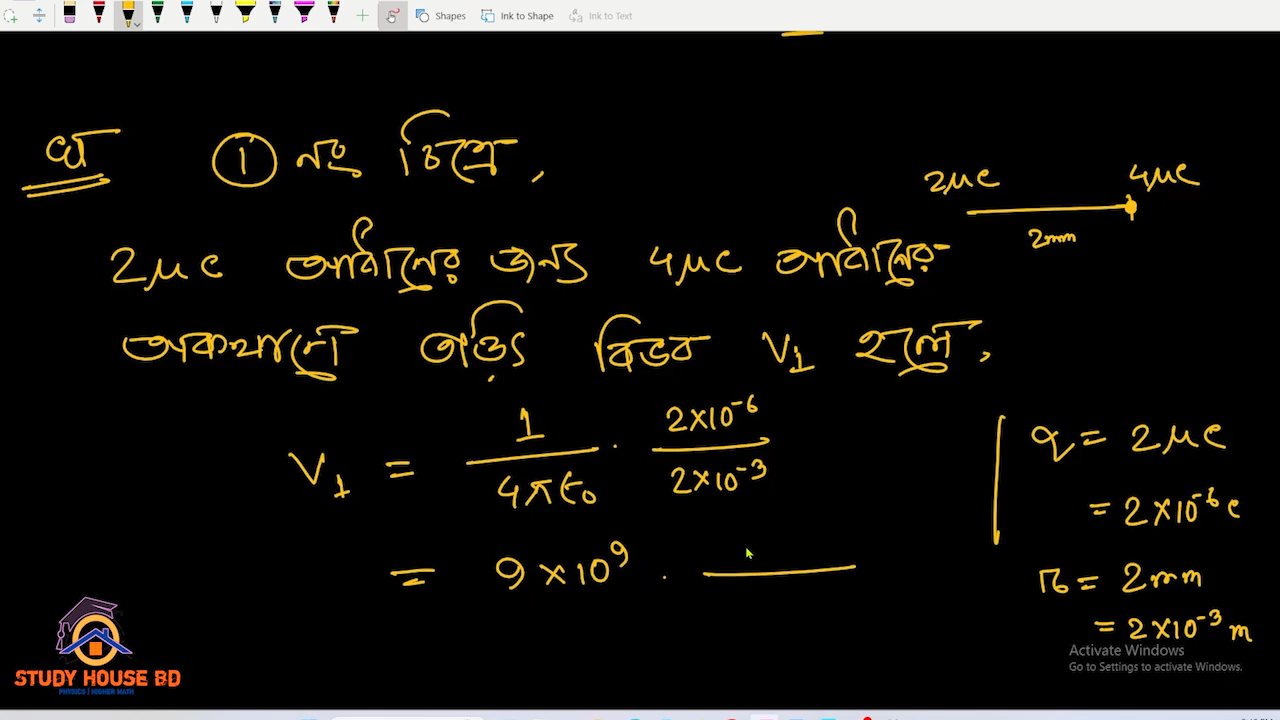 Shapes Ink to Shape Ink to Text
ঘ ① নং চিত্রে,
2μc 4μc
2mm
2μc আধানের জন্য 4μc আধানের
অবস্থানে তড়িৎ বিভব V₁ হলে,
V₁ = 1/4πε₀ · 2×10⁻⁶/2×10⁻³
= 9×10⁹ ·
q = 2μc
= 2×10⁻⁶ c
r = 2mm
= 2×10⁻³ m
Activate Windows
Go to Settings to activate Windows.
STUDY HOUSE BD
PHYSICS | HIGHER MATH